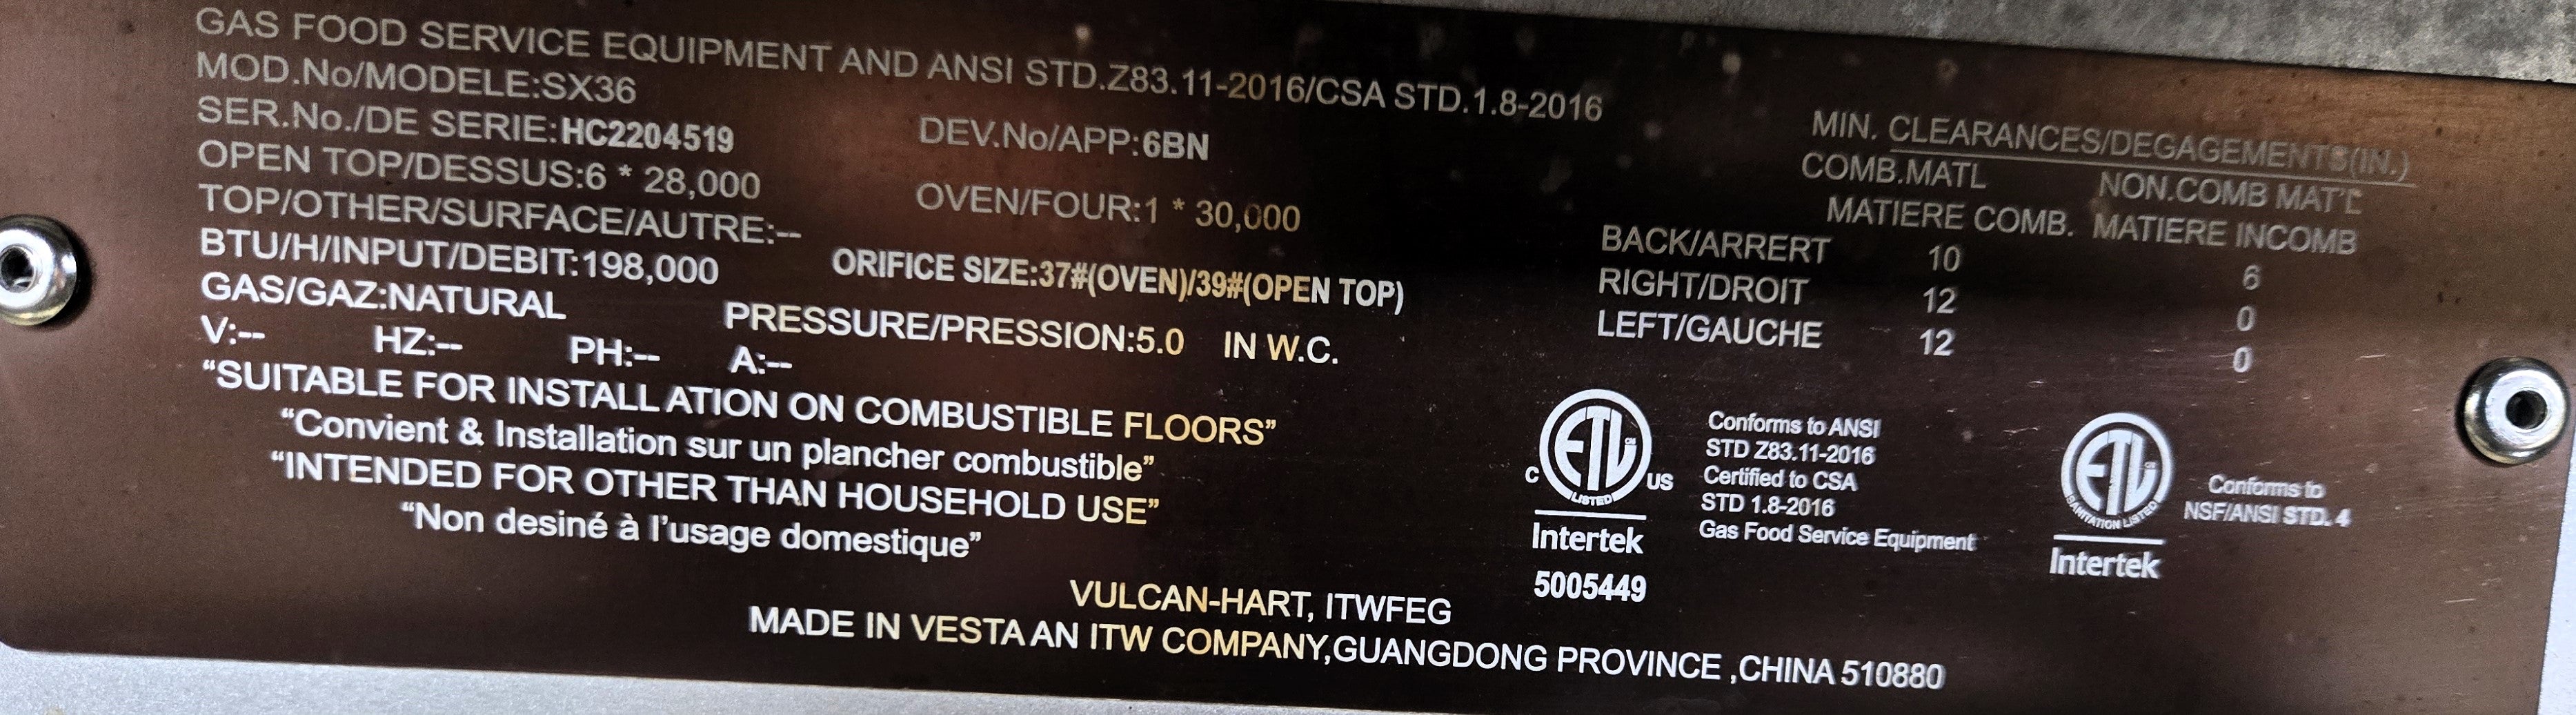 GAS FOOD SERVICE EQUIPMENT AND ANSI STD.Z83.11-2016/CSA STD.1.8-2016
MOD.No/MODELE:SX36
SER.No./DE SERIE:HC2204519 DEV.No/APP:6BN
OPEN TOP/DESSUS:6 * 28,000 OVEN/FOUR:1 * 30,000
TOP/OTHER/SURFACE/AUTRE:--
BTU/H/INPUT/DEBIT:198,000 ORIFICE SIZE:37#(OVEN)/39#(OPEN TOP)
GAS/GAZ:NATURAL PRESSURE/PRESSION:5.0 IN W.C.
V:-- HZ:-- PH:-- A:--
“SUITABLE FOR INSTALLATION ON COMBUSTIBLE FLOORS”
“Convient & Installation sur un plancher combustible”
“INTENDED FOR OTHER THAN HOUSEHOLD USE”
“Non desiné à l’usage domestique”
MIN. CLEARANCES/DEGAGEMENTS(IN.)
COMB.MATL NON.COMB MAT'L
MATIERE COMB. MATIERE INCOMB
BACK/ARRERT 10 6
RIGHT/DROIT 12 0
LEFT/GAUCHE 12 0
C ETL CM US
LISTED
Intertek
5005449
Conforms to ANSI
STD Z83.11-2016
Certified to CSA
STD 1.8-2016
Gas Food Service Equipment
ETL CM
SANITATION LISTED
Intertek
Conforms to
NSF/ANSI STD. 4
VULCAN-HART, ITWFEG
MADE IN VESTA AN ITW COMPANY,GUANGDONG PROVINCE ,CHINA 510880